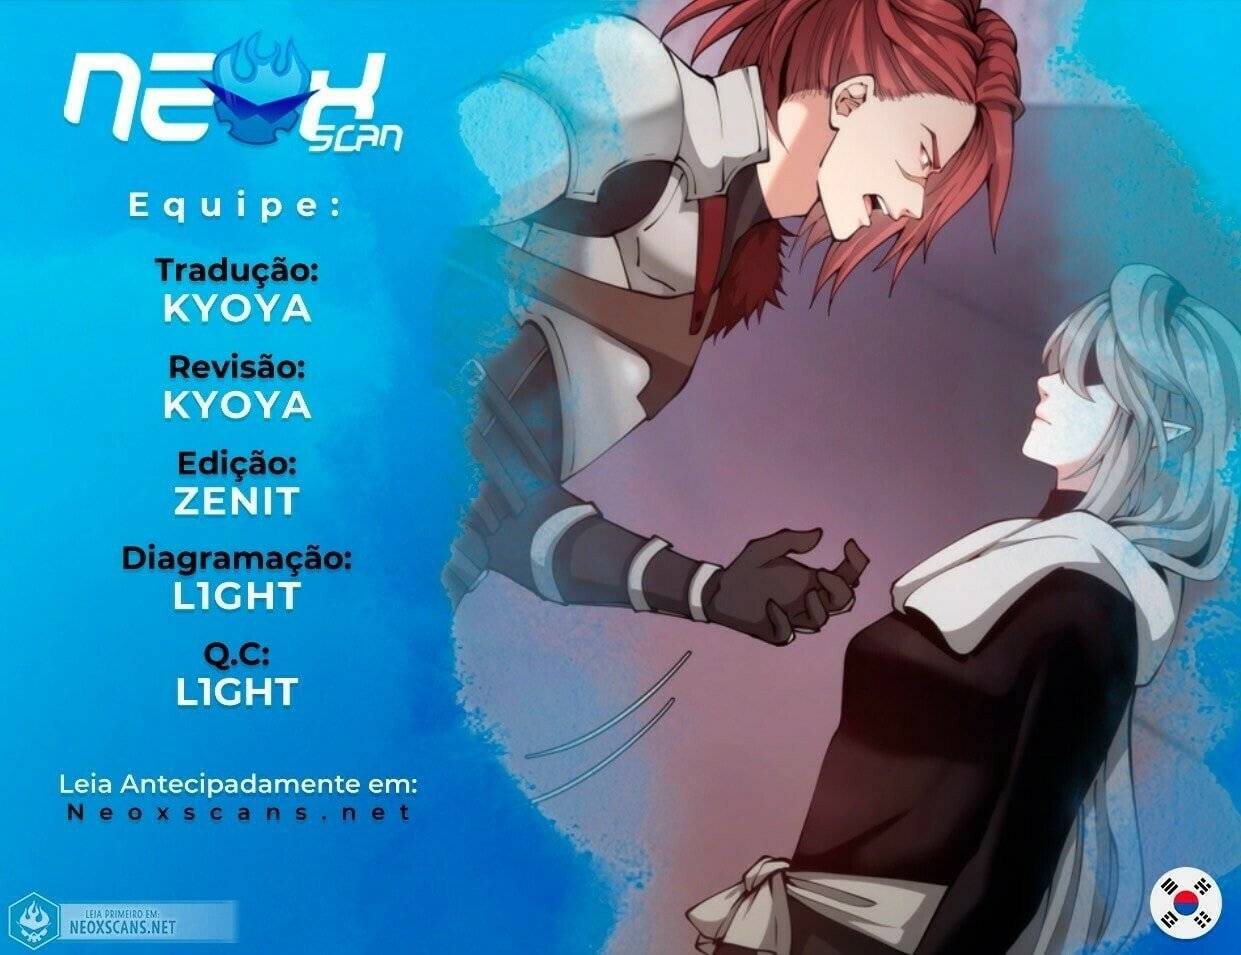 NEOX
SCAN
Equipe:
Tradução:
KYOYA
Revisão:
KYOYA
Edição:
ZENIT
Diagramação:
L1GHT
Q.C:
L1GHT
Leia Antecipadamente em:
Neoxscans.net
LEIA PRIMEIRO EM:
NEOXSCANS.NET